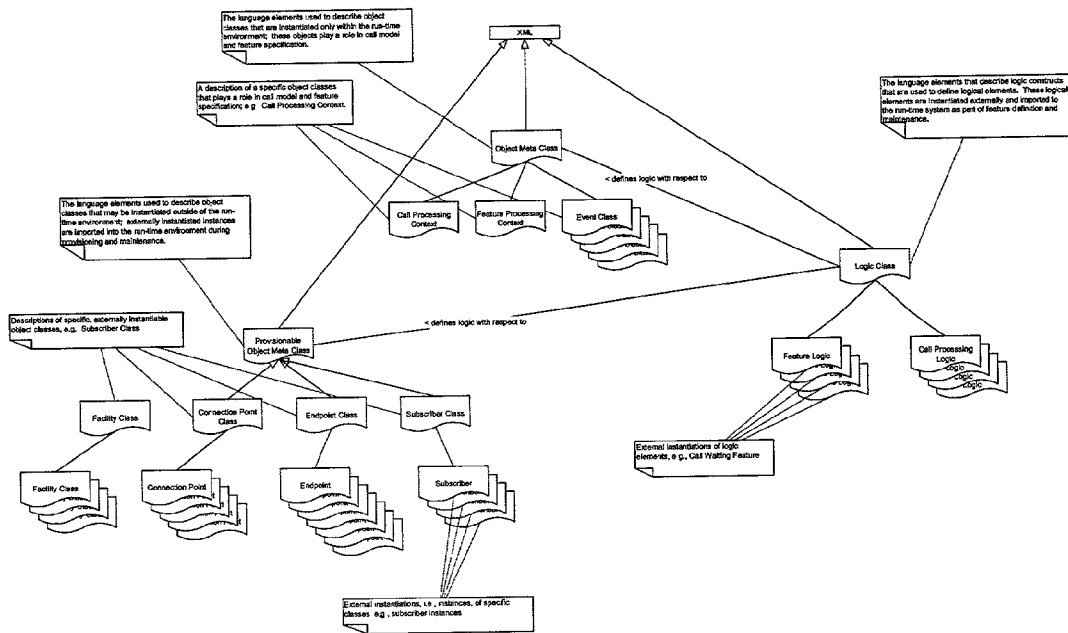 The language elements used to describe object
classes that are instantiated only within the run-time
environment; these objects play a role in call model
and feature specification.
XML
A description of a specific object classes
that plays a role in call model and feature
specification; e.g. Call Processing Context.
The language elements that describe logic constructs
that are used to define logical elements. These logical
elements are instantiated externally and imported to
the run-time system as part of feature definition and
maintenance.
Object Meta Class
< defines logic with respect to
The language elements used to describe object
classes that may be instantiated outside of the run-
time environment; externally instantiated instances
are imported into the run-time environment during
provisioning and maintenance.
Call Processing
Context
Feature Processing
Context
Event Class
Logic Class
Descriptions of specific, externally instantiable
object classes, e.g. Subscriber Class
< defines logic with respect to
Provisionable
Object Meta Class
Feature Logic
Logic
Call Processing
Logic
Logic
Logic
Logic
Facility Class
Connection Point
Class
Endpoint Class
Subscriber Class
External instantiations of logic
elements, e.g., Call Waiting Feature
Facility Class
Connection Point
Endpoint
Subscriber
External instantiations, i.e., instances, of specific
classes e.g., subscriber instances